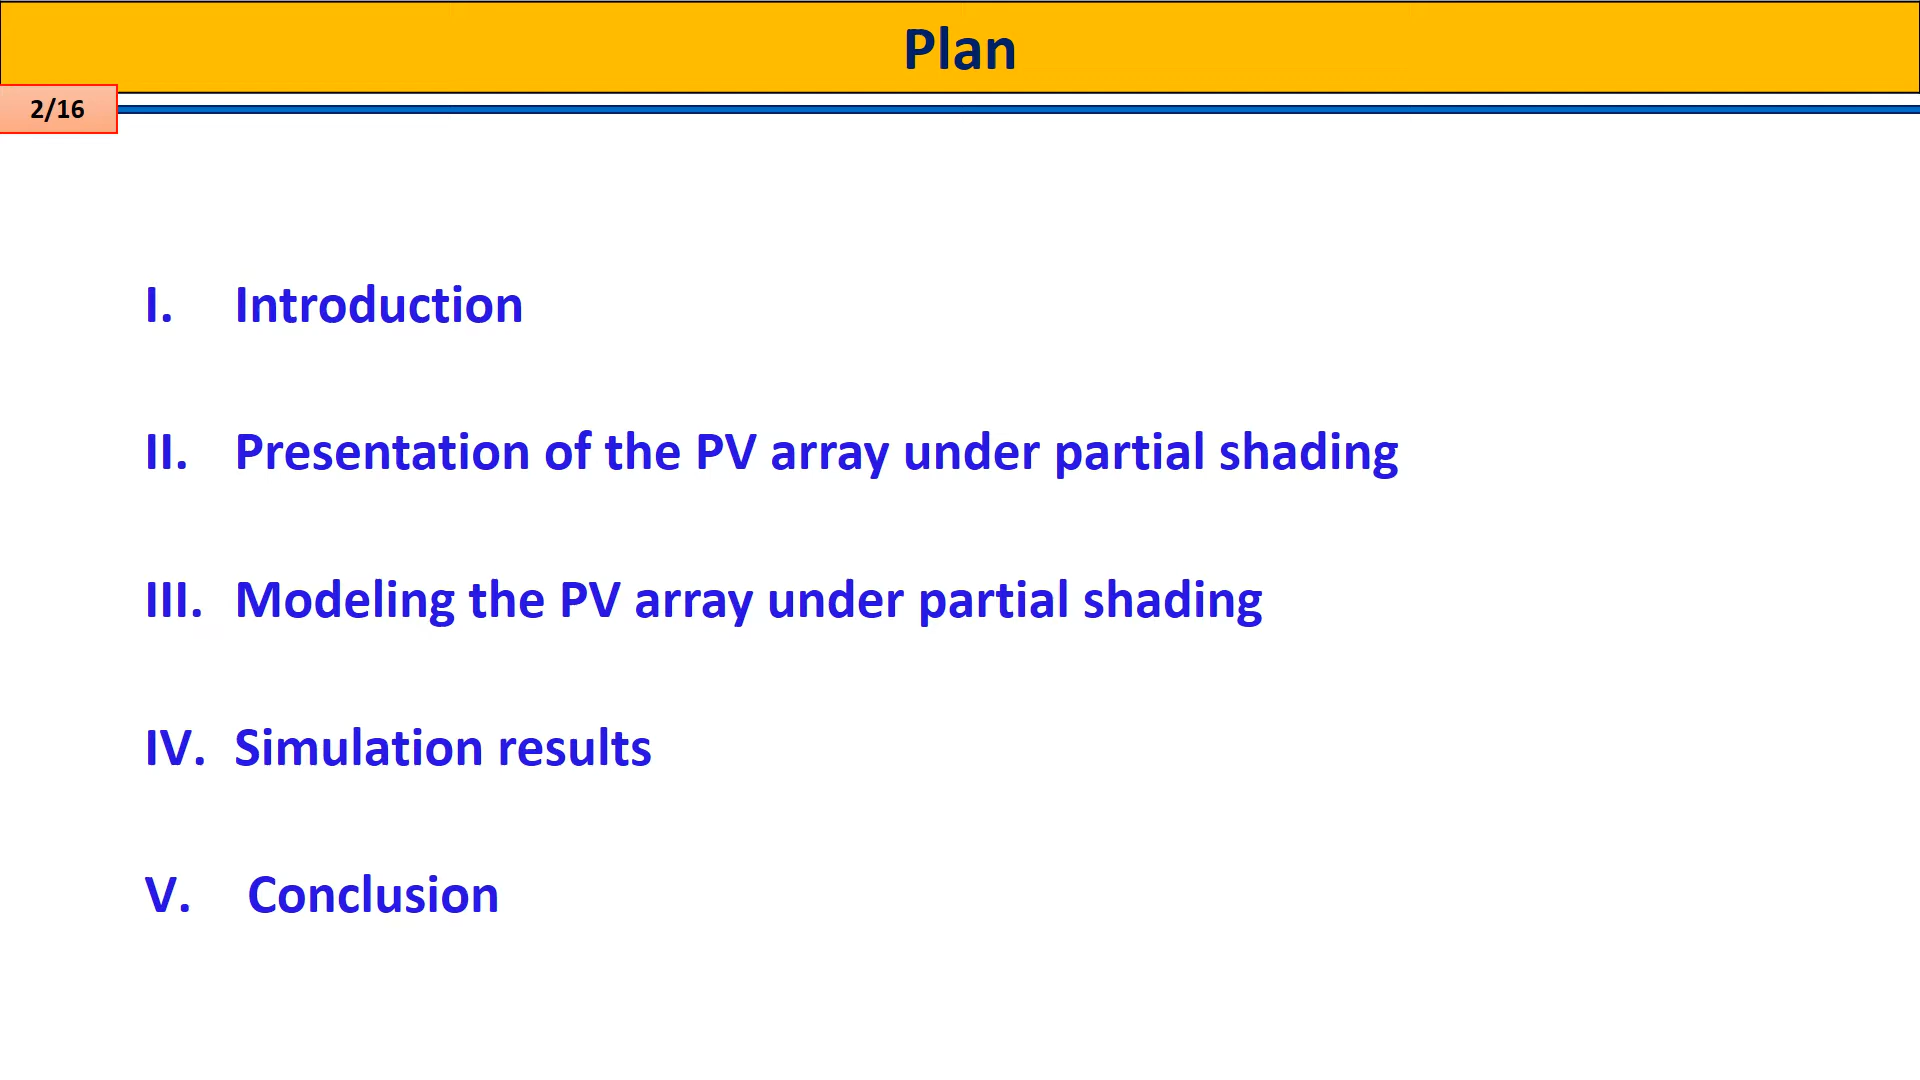 Plan
2/16
I. Introduction
II. Presentation of the PV array under partial shading
III. Modeling the PV array under partial shading
IV. Simulation results
V. Conclusion